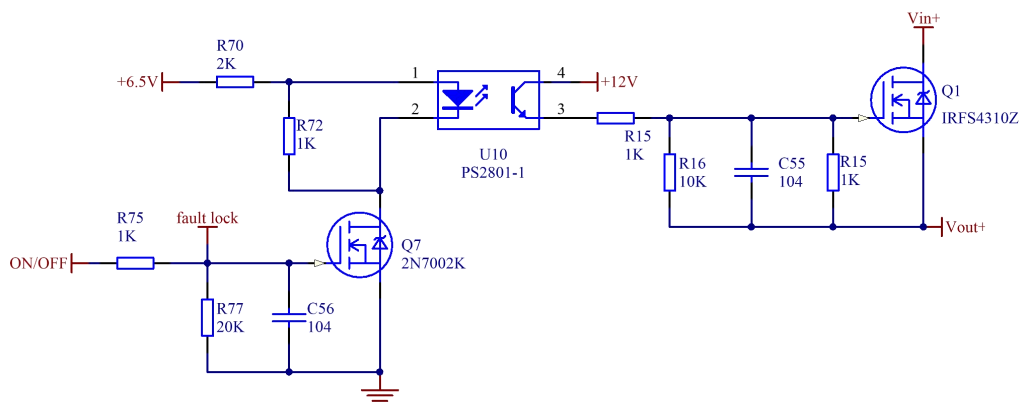 Vin+
R70
2K
+6.5V
1
4
+12V
Q1
IRFS4310Z
2
3
R72
1K
R15
1K
U10
PS2801-1
R16
10K
C55
104
R15
1K
R75
1K
fault lock
Vout+
Q7
2N7002K
ON/OFF
R77
20K
C56
104